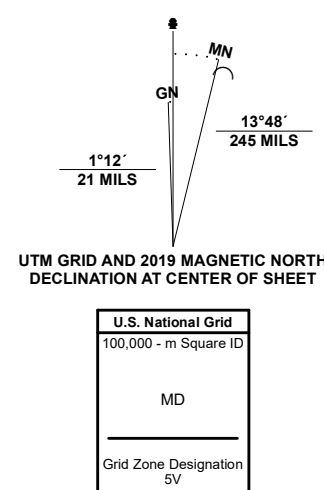 MN
GN
13°48´
245 MILS
1°12´
21 MILS
UTM GRID AND 2019 MAGNETIC NORTH
DECLINATION AT CENTER OF SHEET
U.S. National Grid
100,000 - m Square ID
MD
Grid Zone Designation
5V